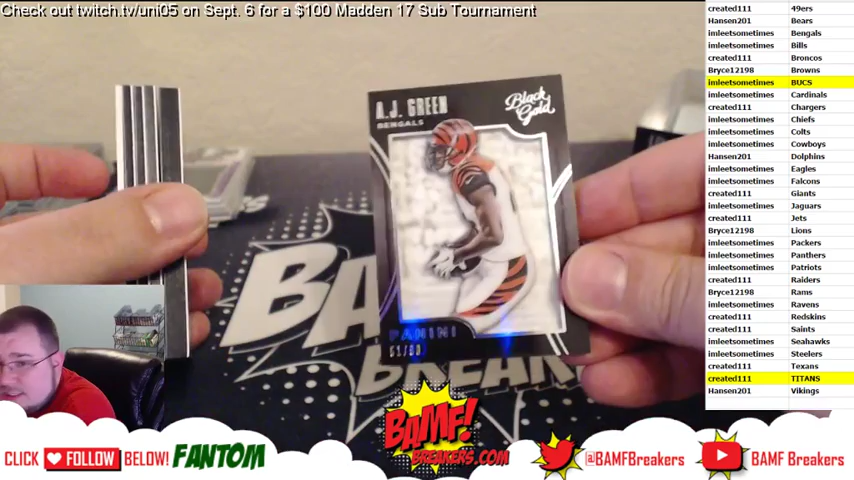 Check out twitch.tv/uni05 on Sept. 6 for a $100 Madden 17 Sub Tournament
A.J. GREEN
BENGALS
Black
Gold
PANINI
BA
BREAK
created111 49ers
Hansen201 Bears
imleetsometimes Bengals
imleetsometimes Bills
created111 Broncos
Bryce12198 Browns
imleetsometimes BUCS
imleetsometimes Cardinals
created111 Chargers
imleetsometimes Chiefs
imleetsometimes Colts
imleetsometimes Cowboys
Hansen201 Dolphins
imleetsometimes Eagles
imleetsometimes Falcons
created111 Giants
imleetsometimes Jaguars
created111 Jets
Bryce12198 Lions
imleetsometimes Packers
imleetsometimes Panthers
imleetsometimes Patriots
created111 Raiders
Bryce12198 Rams
imleetsometimes Ravens
created111 Redskins
created111 Saints
imleetsometimes Seahawks
imleetsometimes Steelers
created111 Texans
created111 TITANS
Hansen201 Vikings
CLICK FOLLOW BELOW! FANTOM
BAMF!
BREAKERS.COM
@BAMFBreakers
BAMF Breakers